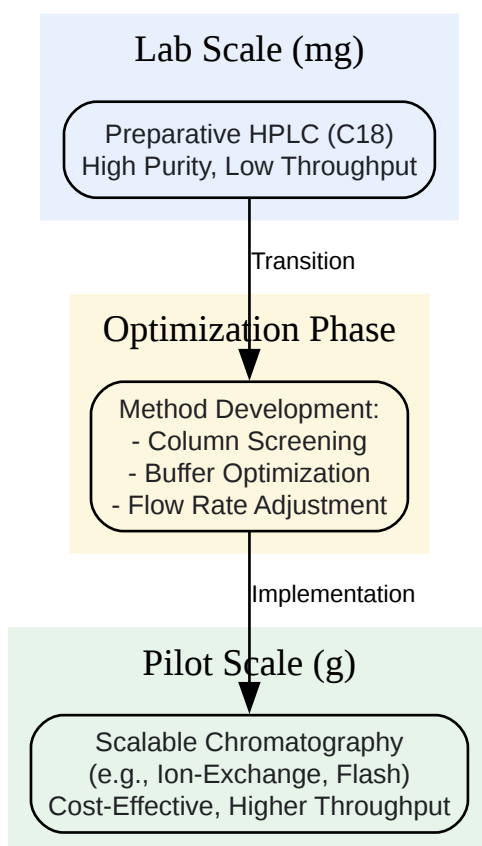 Lab Scale (mg)
Preparative HPLC (C18)
High Purity, Low Throughput
Transition
Optimization Phase
Method Development:
- Column Screening
- Buffer Optimization
- Flow Rate Adjustment
Implementation
Pilot Scale (g)
Scalable Chromatography
(e.g., Ion-Exchange, Flash)
Cost-Effective, Higher Throughput